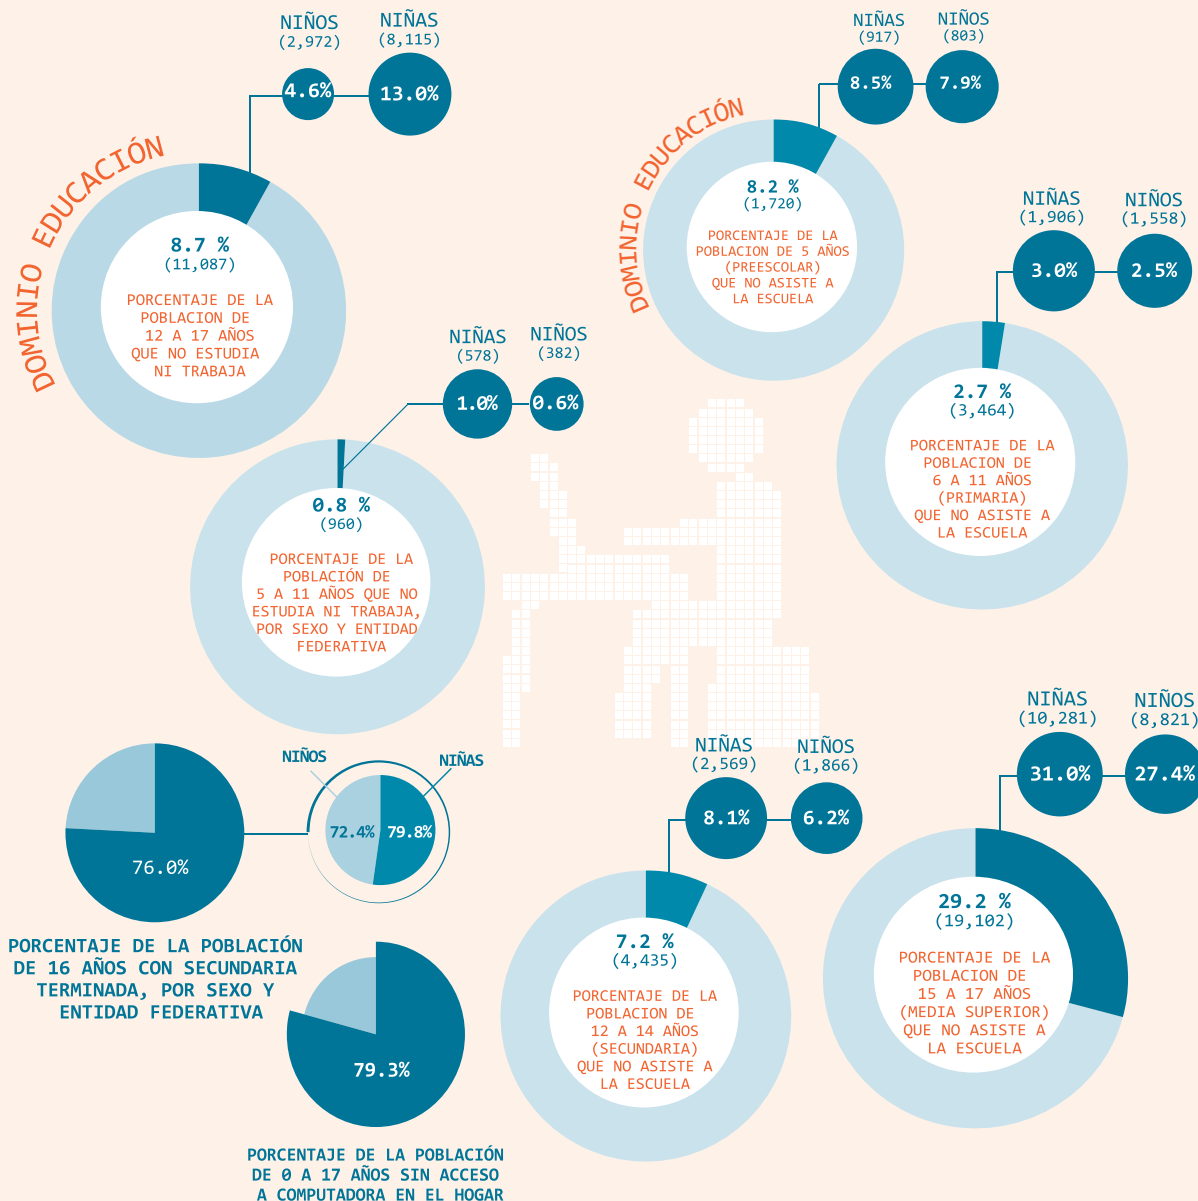 NIÑOS
(2,972)
NIÑAS
(8,115)
4.6%
13.0%
DOMINIO EDUCACIÓN
8.7 %
(11,087)
PORCENTAJE DE LA
POBLACION DE
12 A 17 AÑOS
QUE NO ESTUDIA
NI TRABAJA
NIÑAS
(917)
NIÑOS
(803)
8.5%
7.9%
DOMINIO EDUCACIÓN
8.2 %
(1,720)
PORCENTAJE DE LA
POBLACION DE 5 AÑOS
(PREESCOLAR)
QUE NO ASISTE A
LA ESCUELA
NIÑAS
(1,906)
NIÑOS
(1,558)
3.0%
2.5%
2.7 %
(3,464)
PORCENTAJE DE LA
POBLACION DE
6 A 11 AÑOS
(PRIMARIA)
QUE NO ASISTE A
LA ESCUELA
NIÑAS
(578)
NIÑOS
(382)
1.0%
0.6%
0.8 %
(960)
PORCENTAJE DE LA
POBLACIÓN DE
5 A 11 AÑOS QUE NO
ESTUDIA NI TRABAJA,
POR SEXO Y ENTIDAD
FEDERATIVA
NIÑOS
NIÑAS
72.4%
79.8%
76.0%
PORCENTAJE DE LA POBLACIÓN
DE 16 AÑOS CON SECUNDARIA
TERMINADA, POR SEXO Y
ENTIDAD FEDERATIVA
79.3%
PORCENTAJE DE LA POBLACIÓN
DE 0 A 17 AÑOS SIN ACCESO
A COMPUTADORA EN EL HOGAR
NIÑAS
(2,569)
NIÑOS
(1,866)
8.1%
6.2%
7.2 %
(4,435)
PORCENTAJE DE LA
POBLACION DE
12 A 14 AÑOS
(SECUNDARIA)
QUE NO ASISTE A
LA ESCUELA
NIÑAS
(10,281)
NIÑOS
(8,821)
31.0%
27.4%
29.2 %
(19,102)
PORCENTAJE DE LA
POBLACION DE
15 A 17 AÑOS
(MEDIA SUPERIOR)
QUE NO ASISTE A
LA ESCUELA